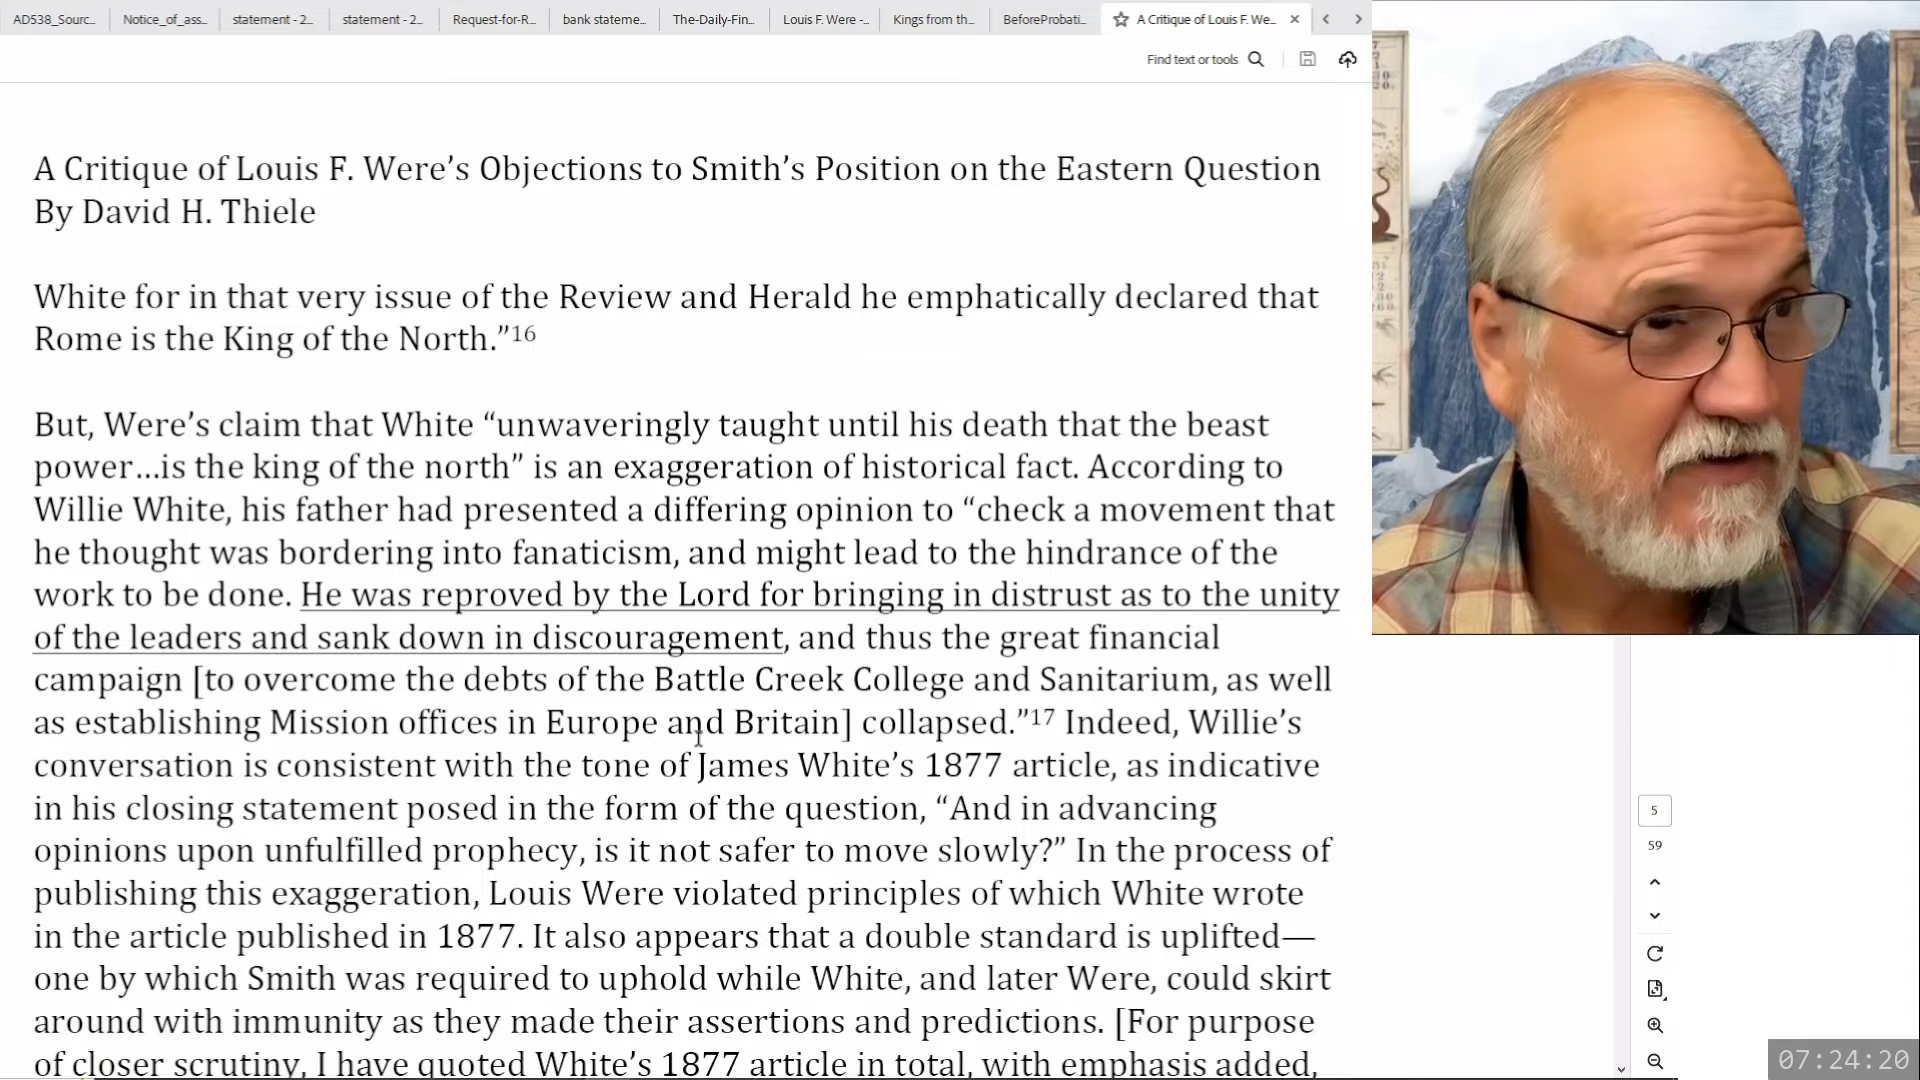 AD538_Sourc... Notice_of_ass... statement - 2... statement - 2... Request-for-R... bank stateme... The-Daily-Fin... Louis F. Were -... Kings from th... BeforeProbati... A Critique of Louis F. We...
Find text or tools
A Critique of Louis F. Were’s Objections to Smith’s Position on the Eastern Question
By David H. Thiele
White for in that very issue of the Review and Herald he emphatically declared that
Rome is the King of the North.”16
But, Were’s claim that White “unwaveringly taught until his death that the beast
power…is the king of the north” is an exaggeration of historical fact. According to
Willie White, his father had presented a differing opinion to “check a movement that
he thought was bordering into fanaticism, and might lead to the hindrance of the
work to be done. He was reproved by the Lord for bringing in distrust as to the unity
of the leaders and sank down in discouragement, and thus the great financial
campaign [to overcome the debts of the Battle Creek College and Sanitarium, as well
as establishing Mission offices in Europe and Britain] collapsed.”17 Indeed, Willie’s
conversation is consistent with the tone of James White’s 1877 article, as indicative
in his closing statement posed in the form of the question, “And in advancing
opinions upon unfulfilled prophecy, is it not safer to move slowly?” In the process of
publishing this exaggeration, Louis Were violated principles of which White wrote
in the article published in 1877. It also appears that a double standard is uplifted—
one by which Smith was required to uphold while White, and later Were, could skirt
around with immunity as they made their assertions and predictions. [For purpose
of closer scrutiny, I have quoted White’s 1877 article in total, with emphasis added,
5
59
07:24:20